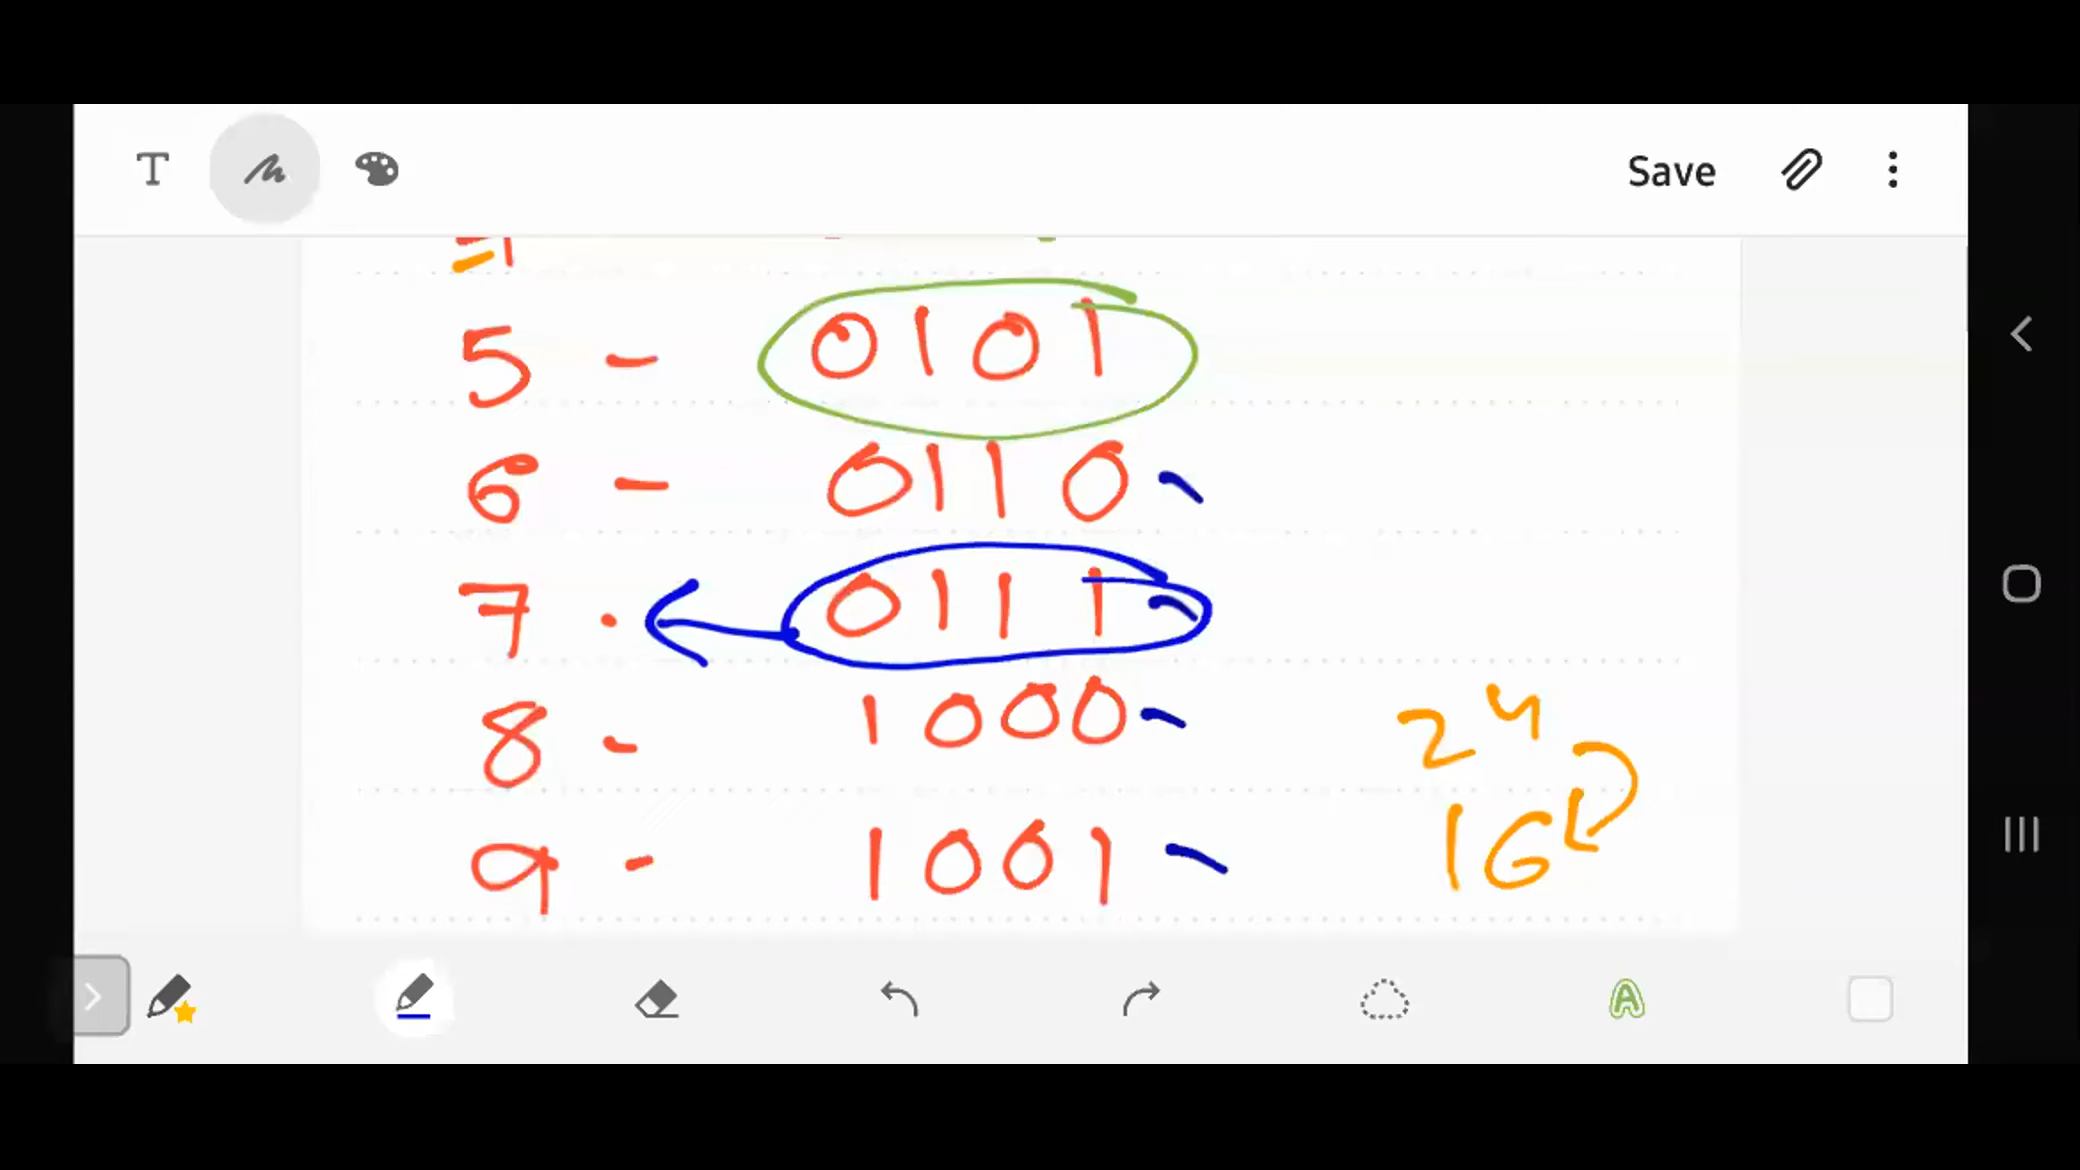 Save
5 - 0101
6 - 0110
7 . 0111
8 - 1000
2⁴
9 - 1001
16